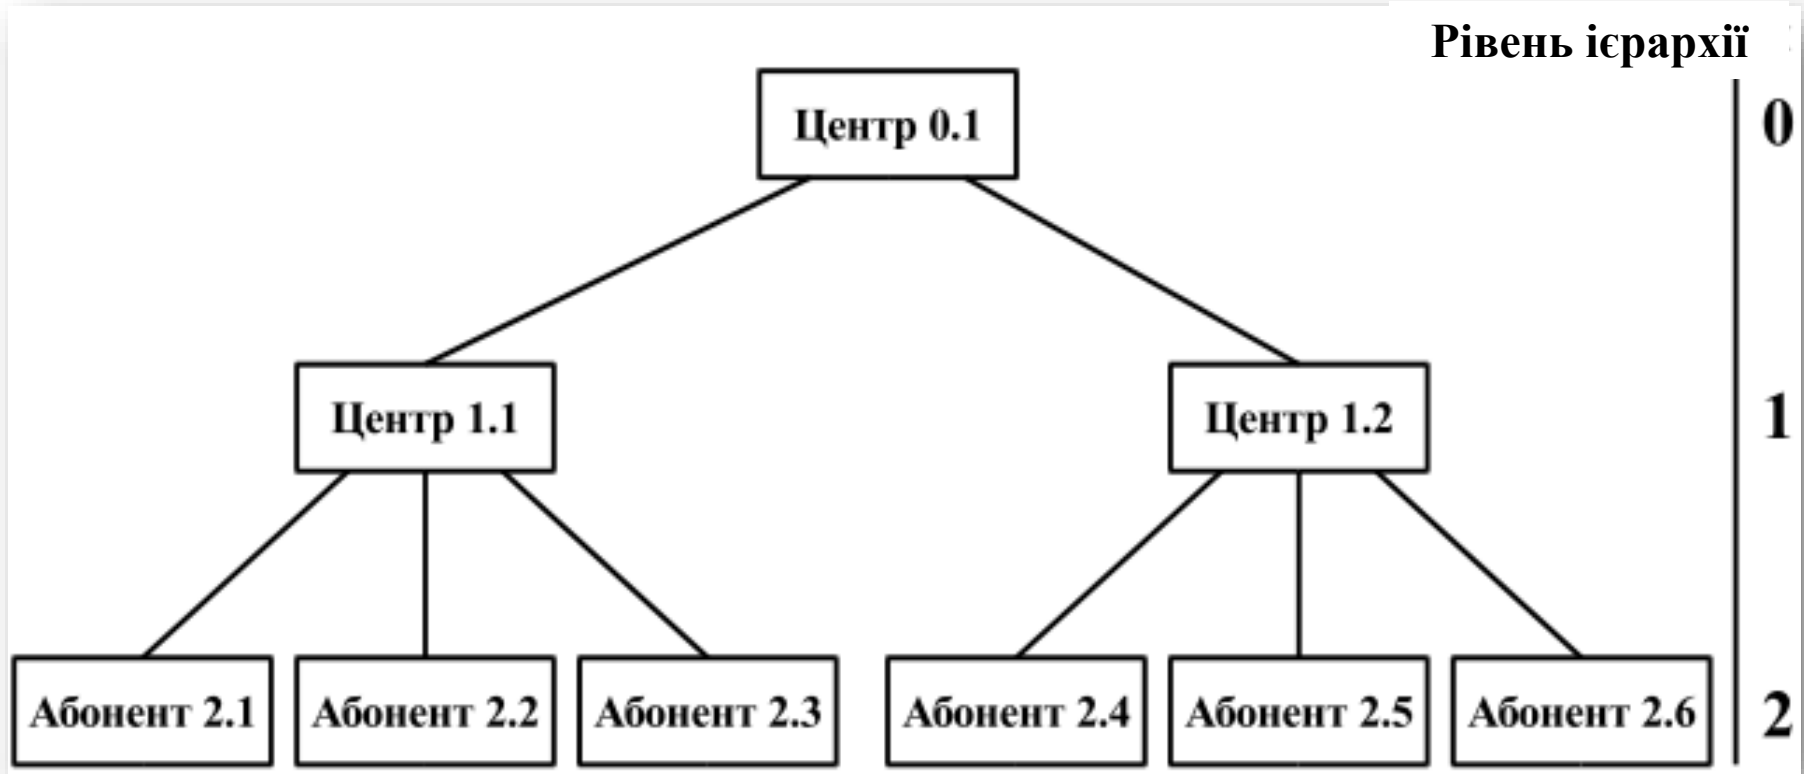 Рівень ієрархії
Центр 0.1
0
Центр 1.1
Центр 1.2
1
Абонент 2.1
Абонент 2.2
Абонент 2.3
Абонент 2.4
Абонент 2.5
Абонент 2.6
2